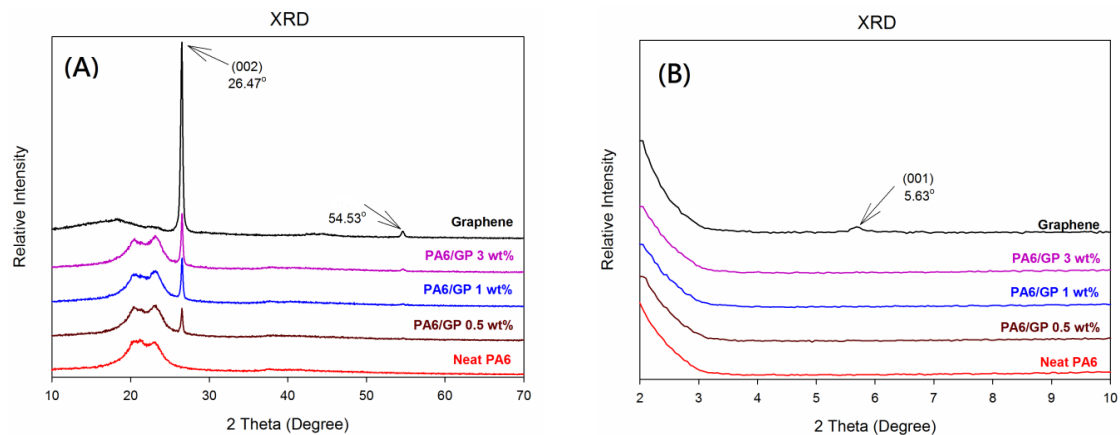 XRD
(A)
(002)
26.47°
54.53°
Graphene
PA6/GP 3 wt%
PA6/GP 1 wt%
PA6/GP 0.5 wt%
Neat PA6
Relative Intensity
10 20 30 40 50 60 70
2 Theta (Degree)
XRD
(B)
(001)
5.63°
Graphene
PA6/GP 3 wt%
PA6/GP 1 wt%
PA6/GP 0.5 wt%
Neat PA6
Relative Intensity
2 3 4 5 6 7 8 9 10
2 Theta (Degree)